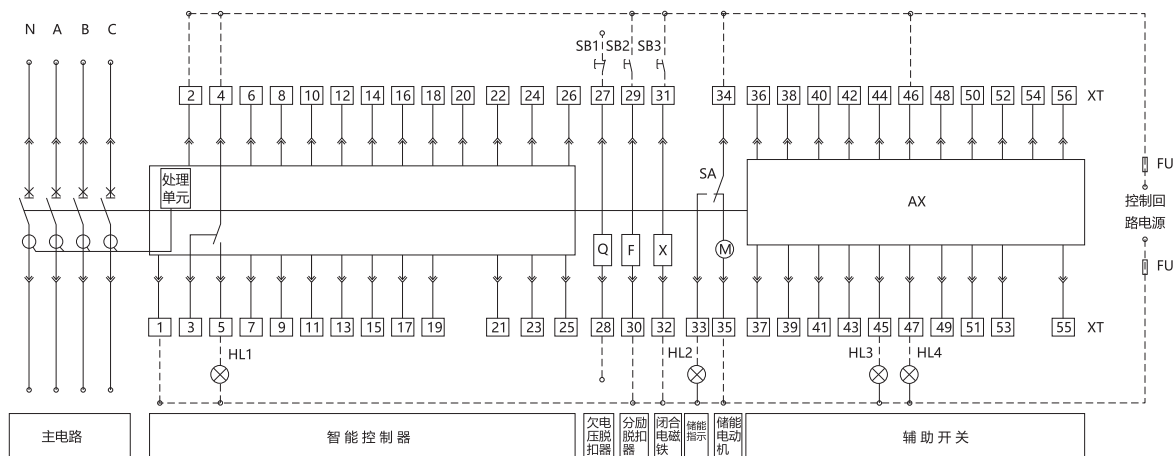 N A B C
SB1 SB2 SB3
2 4 6 8 10 12 14 16 18 20 22 24 26 27 29 31 34 36 38 40 42 44 46 48 50 52 54 56 XT
FU
处理
单元
SA
AX
控制回
路电源
Q F X M
FU
1 3 5 7 9 11 13 15 17 19 21 23 25 28 30 32 33 35 37 39 41 43 45 47 49 51 53 55 XT
HL1 HL2 HL3 HL4
主电路
智能控制器
欠电
压脱
扣器
分励
脱扣
器
闭合
电磁
铁
储能
指示
储能
电动
机
辅助开关